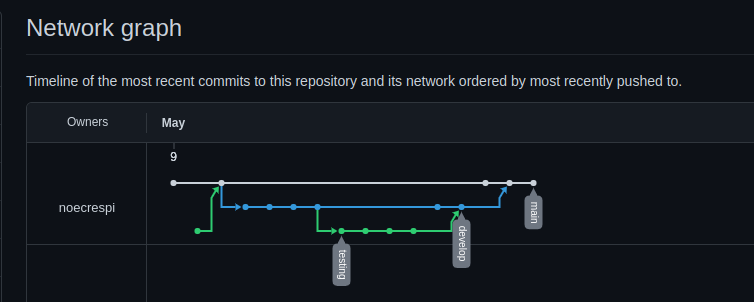 Network graph
Timeline of the most recent commits to this repository and its network ordered by most recently pushed to.
Owners
May
9
noecrespi
main
develop
testing